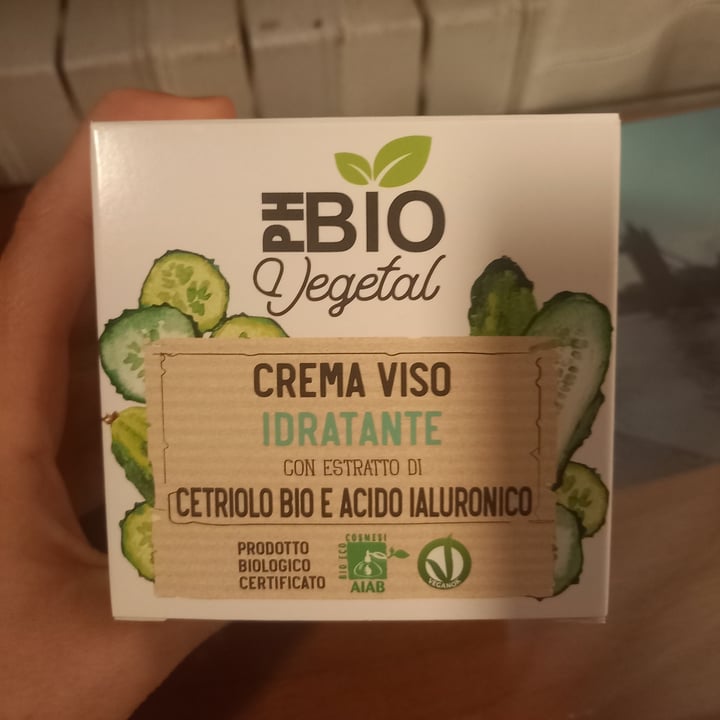 PH BIO
Vegetal
CREMA VISO
IDRATANTE
CON ESTRATTO DI
CETRIOLO BIO E ACIDO IALURONICO
PRODOTTO
BIOLOGICO
CERTIFICATO
BIO ECO COSMESI
AIAB
VEGANOK